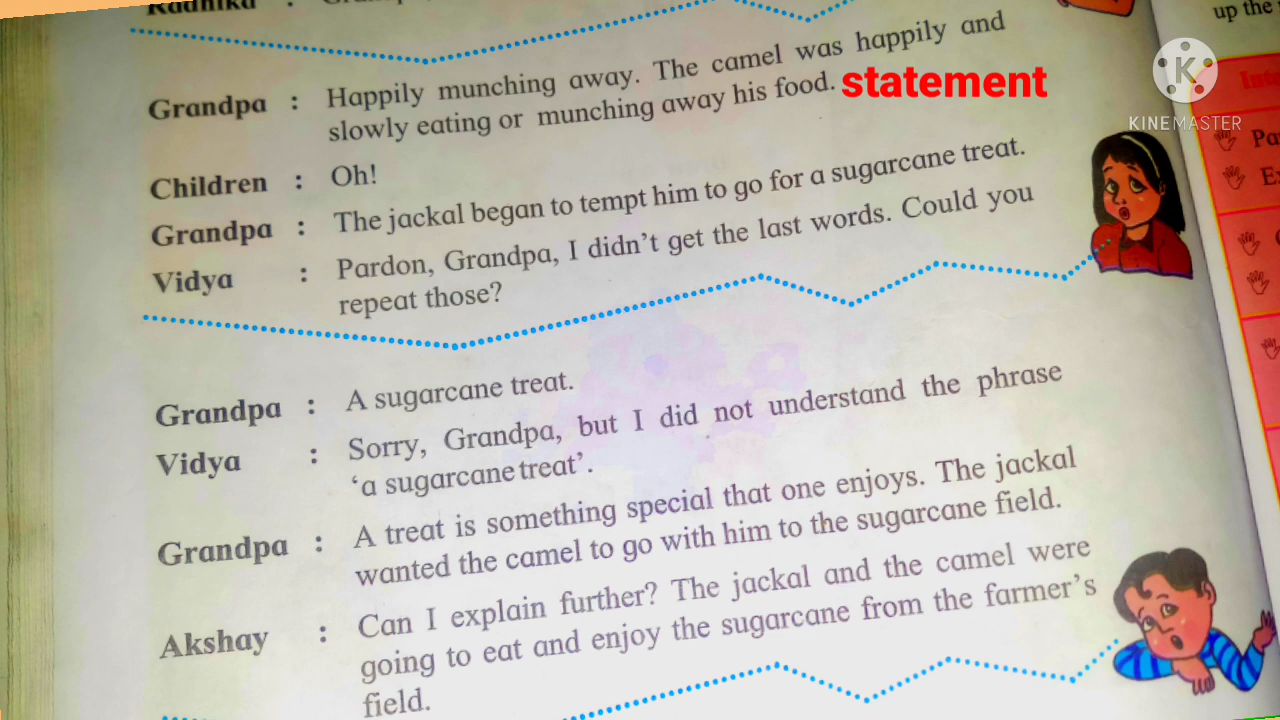 Radhika :
up the
Grandpa : Happily munching away. The camel was happily and
slowly eating or munching away his food. statement
KINEMASTER
Children : Oh!
Grandpa : The jackal began to tempt him to go for a sugarcane treat.
Vidya : Pardon, Grandpa, I didn't get the last words. Could you
repeat those?
Grandpa : A sugarcane treat.
Vidya : Sorry, Grandpa, but I did not understand the phrase
'a sugarcane treat'.
Grandpa : A treat is something special that one enjoys. The jackal
wanted the camel to go with him to the sugarcane field.
Akshay : Can I explain further? The jackal and the camel were
going to eat and enjoy the sugarcane from the farmer's
field.